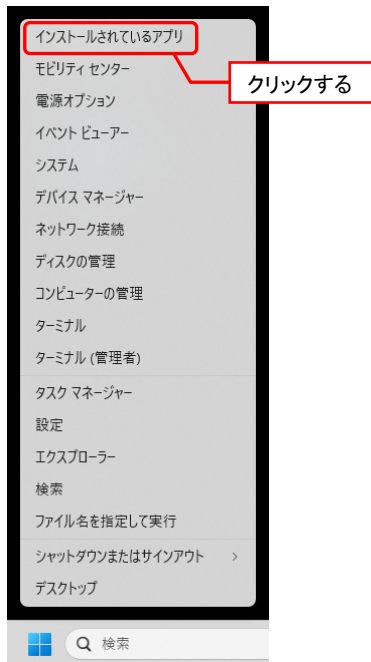 インストールされているアプリ
モビリティ センター
クリックする
電源オプション
イベント ビューアー
システム
デバイス マネージャー
ネットワーク接続
ディスクの管理
コンピューターの管理
ターミナル
ターミナル (管理者)
タスク マネージャー
設定
エクスプローラー
検索
ファイル名を指定して実行
シャットダウンまたはサインアウト
デスクトップ
検索